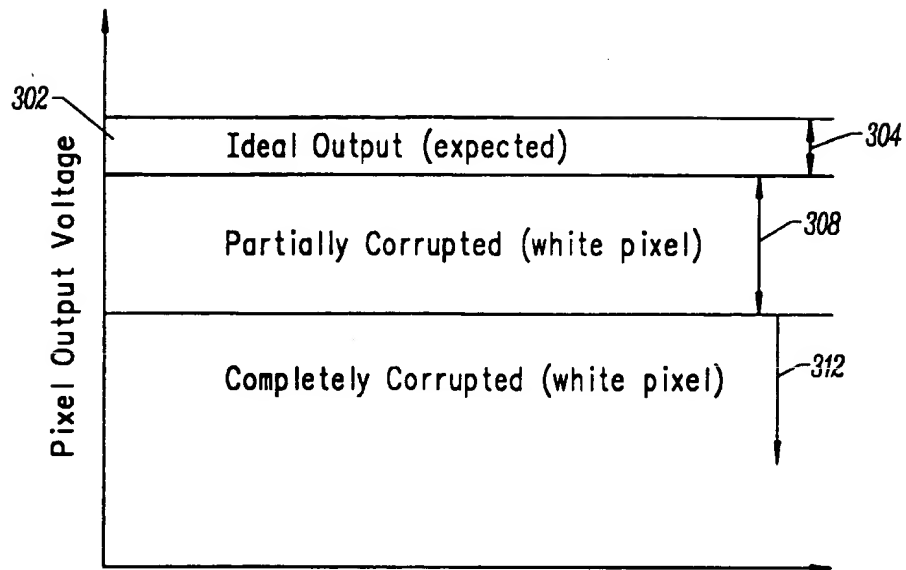 302
Ideal Output (expected)
304
Partially Corrupted (white pixel)
308
Completely Corrupted (white pixel)
312
Pixel Output Voltage